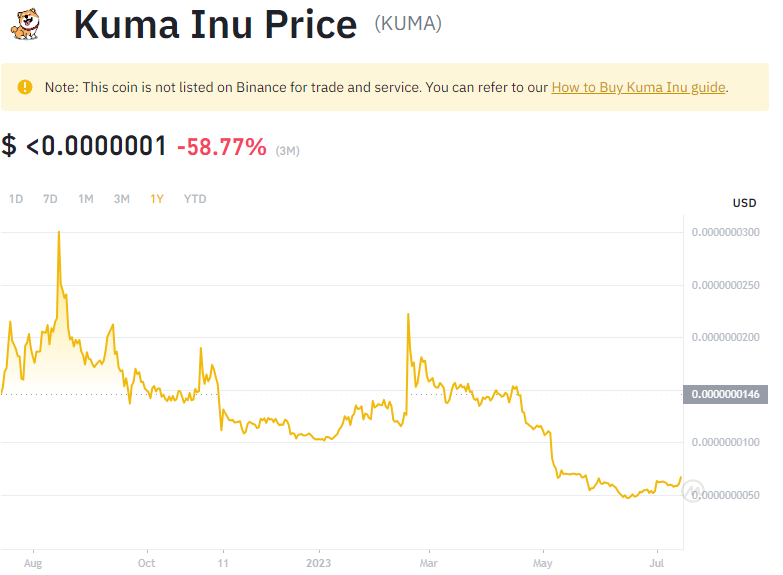 Kuma Inu Price (KUMA)
Note: This coin is not listed on Binance for trade and service. You can refer to our How to Buy Kuma Inu guide.
$ <0.0000001 -58.77% (3M)
1D 7D 1M 3M 1Y YTD
USD
0.0000000300
0.0000000250
0.0000000200
0.0000000146
0.0000000100
0.0000000050
Aug Oct 11 2023 Mar May Jul